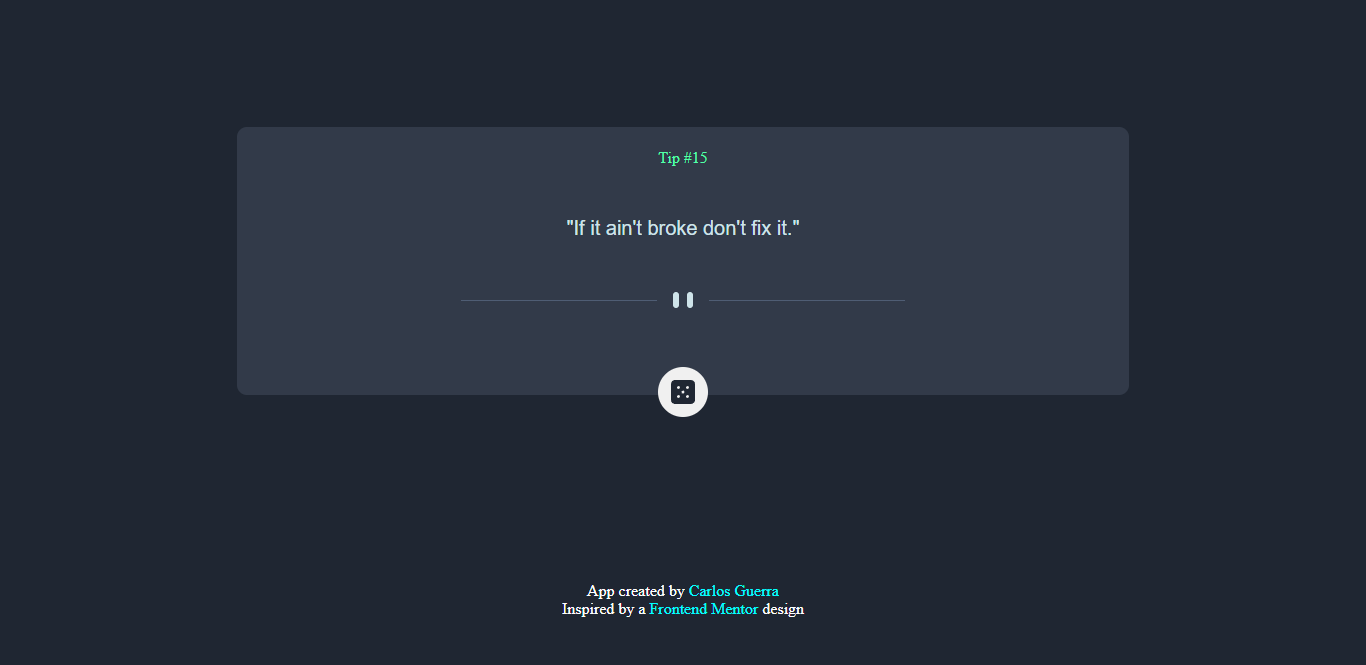 Tip #15
"If it ain't broke don't fix it."
App created by Carlos Guerra
Inspired by a Frontend Mentor design